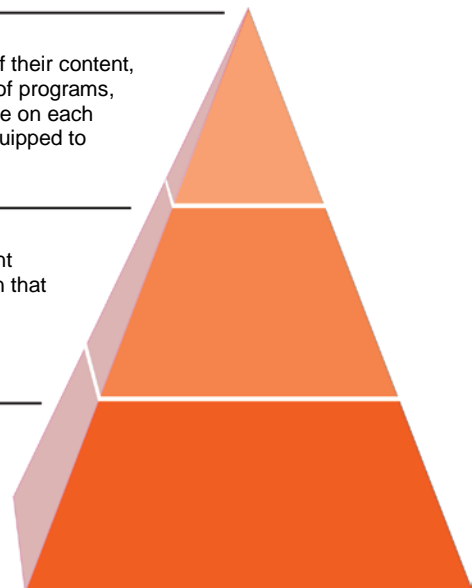 f their content,
of programs,
e on each
uipped to
nt
n that